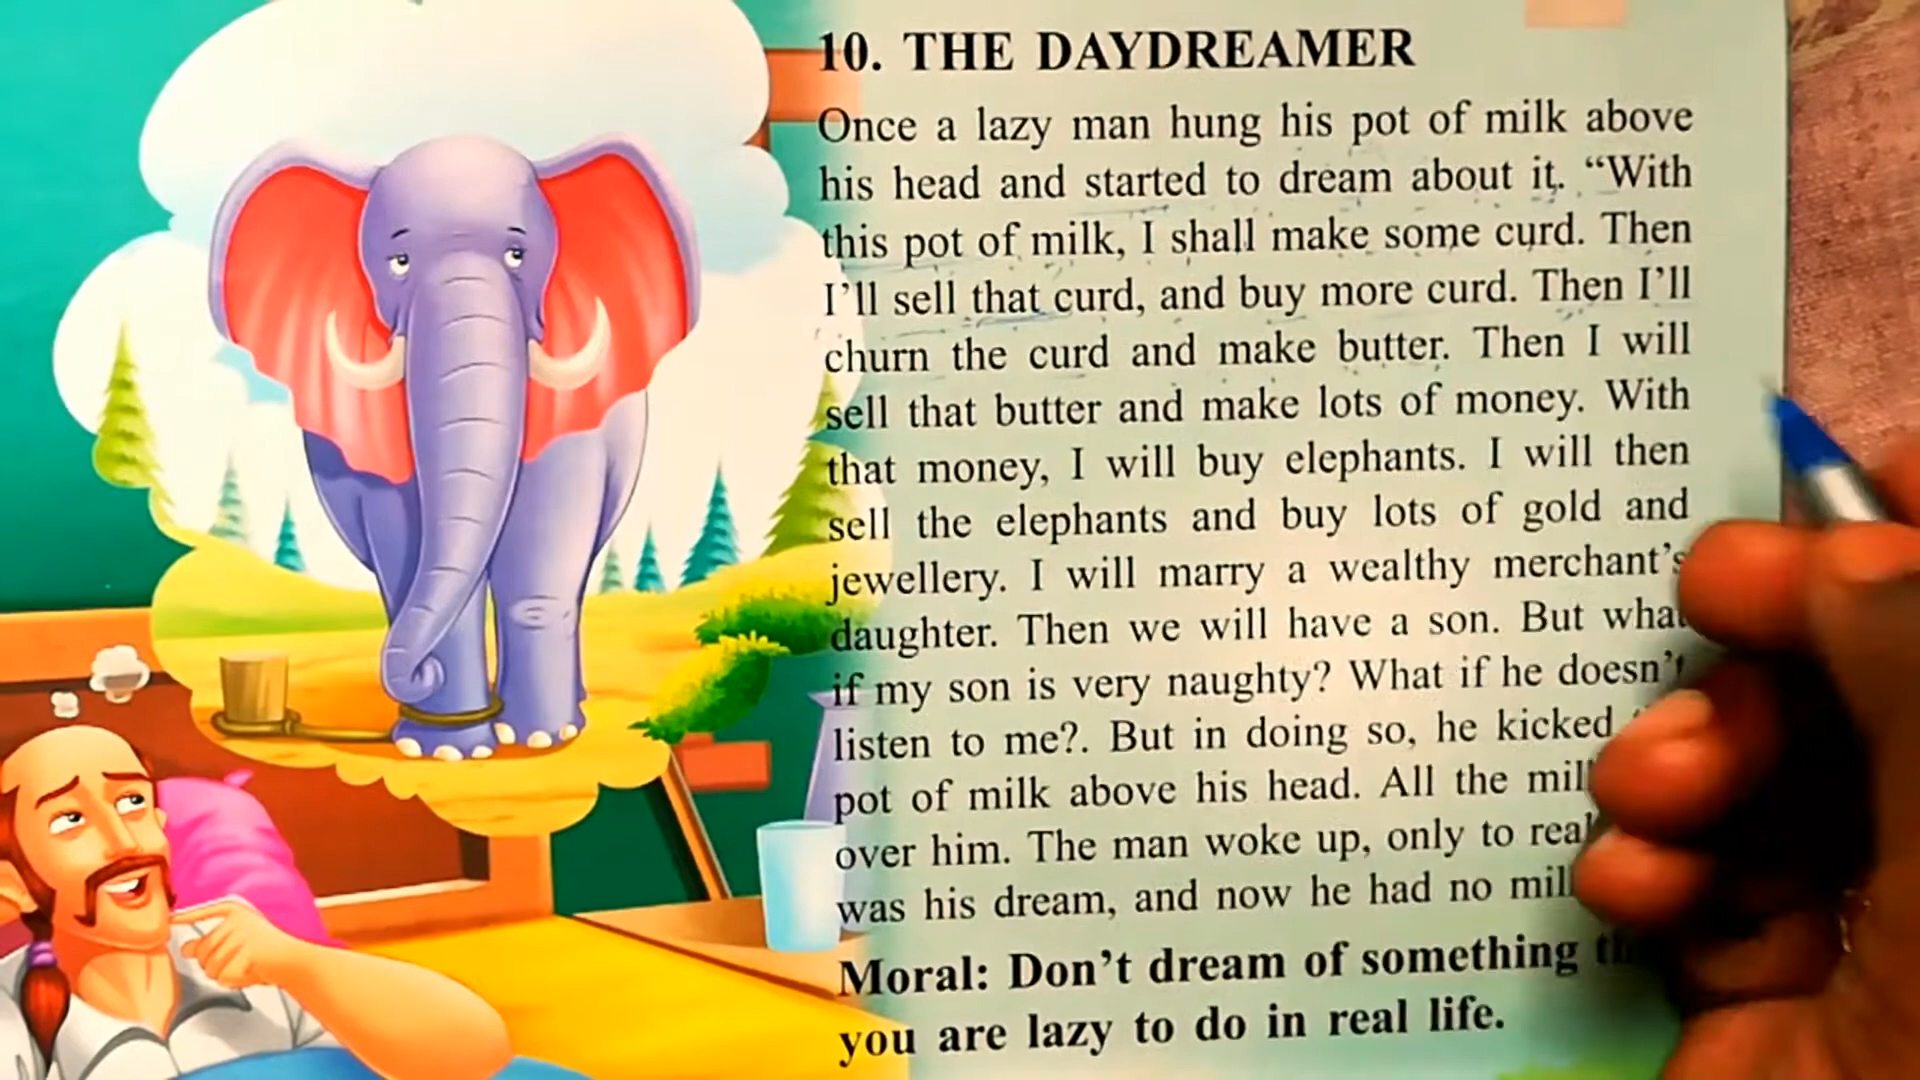 10. THE DAYDREAMER
Once a lazy man hung his pot of milk above
his head and started to dream about it. “With
this pot of milk, I shall make some curd. Then
I’ll sell that curd, and buy more curd. Then I’ll
churn the curd and make butter. Then I will
sell that butter and make lots of money. With
that money, I will buy elephants. I will then
sell the elephants and buy lots of gold and
jewellery. I will marry a wealthy merchant’s
daughter. Then we will have a son. But what
if my son is very naughty? What if he doesn’t
listen to me?. But in doing so, he kicked
pot of milk above his head. All the
over him. The man woke up, only to
was his dream, and now he had no
Moral: Don’t dream of something
you are lazy to do in real life.